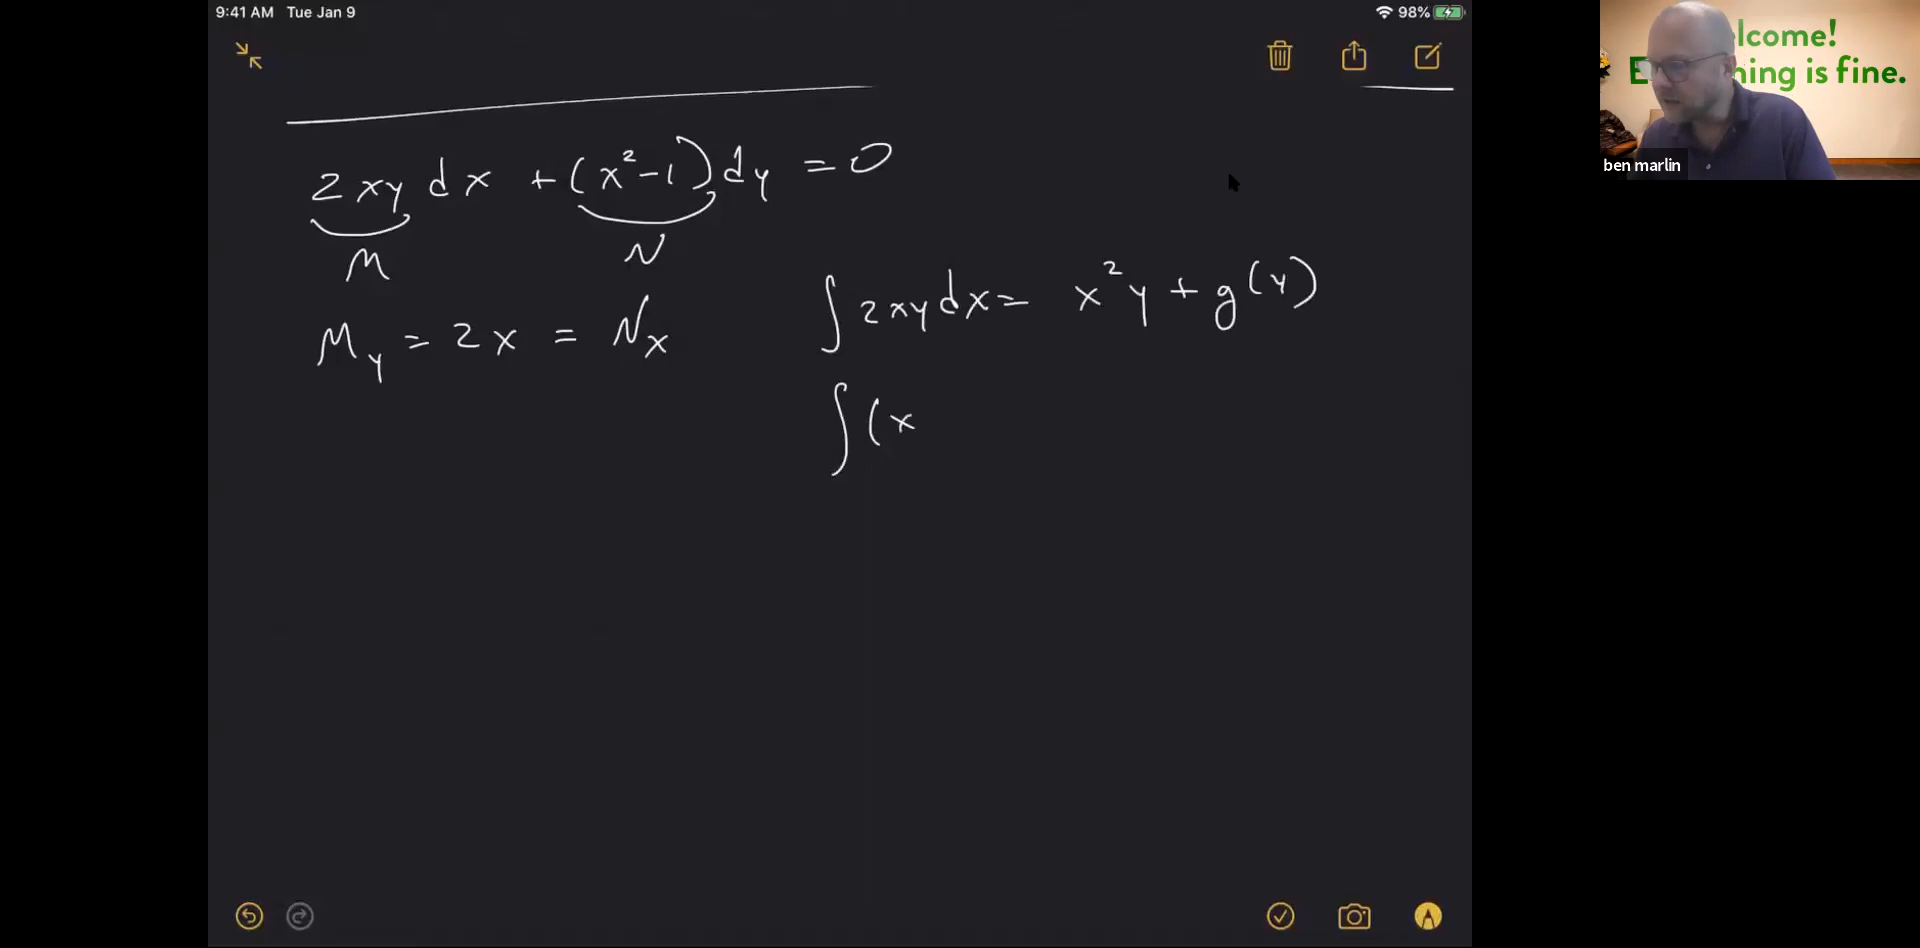 9:41 AM Tue Jan 9
98%
2xy dx + (x² - 1) dy = 0
M N
∫ 2xy dx = x²y + g(y)
M_y = 2x = N_x
∫ (x
lcome!
E hing is fine.
ben marlin